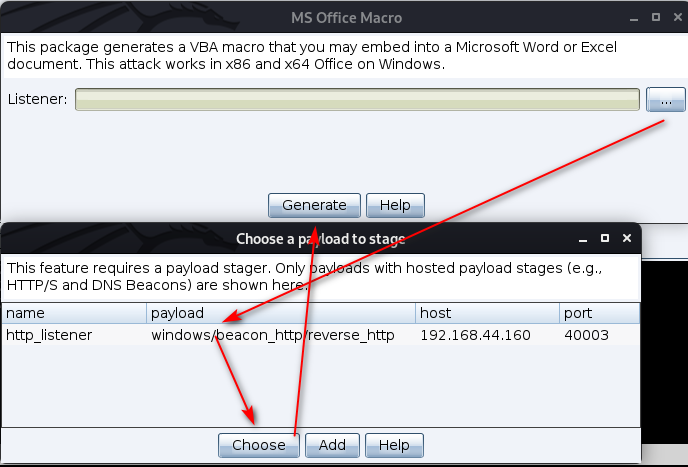 MS Office Macro
This package generates a VBA macro that you may embed into a Microsoft Word or Excel
document. This attack works in x86 and x64 Office on Windows.
Listener:
...
Generate Help
Choose a payload to stage
This feature requires a payload stager. Only payloads with hosted payload stages (e.g.,
HTTP/S and DNS Beacons) are shown here.
name payload host port
http_listener windows/beacon_http/reverse_http 192.168.44.160 40003
Choose Add Help